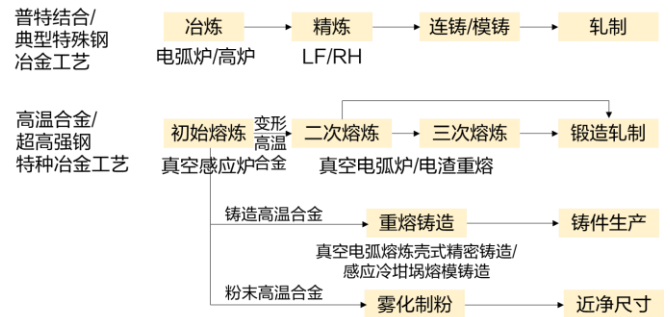 普特结合/
典型特殊钢
冶金工艺
冶炼
精炼
连铸/模铸
轧制
电弧炉/高炉
LF/RH
高温合金/
超高强钢
特种冶金工艺
初始熔炼
变形
高温
合金
二次熔炼
三次熔炼
锻造轧制
真空感应炉
真空电弧炉/电渣重熔
铸造高温合金
重熔铸造
铸件生产
真空电弧熔炼壳式精密铸造/
感应冷坩埚熔模铸造
粉末高温合金
雾化制粉
近净尺寸